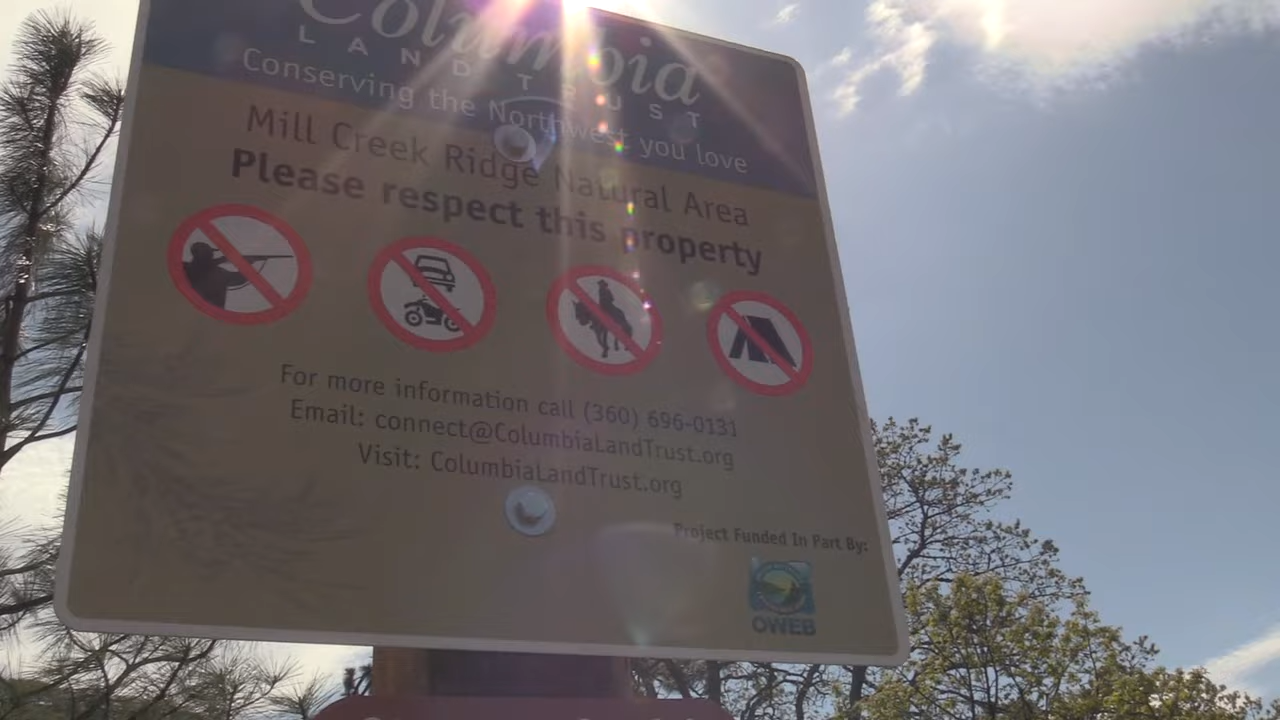 Columbia
LAND TRUST
Conserving the Northwest you love
Mill Creek Ridge Natural Area
Please respect this property
For more information call (360) 696-0131
Email: connect@ColumbiaLandTrust.org
Visit: ColumbiaLandTrust.org
Project Funded In Part By:
OWEB